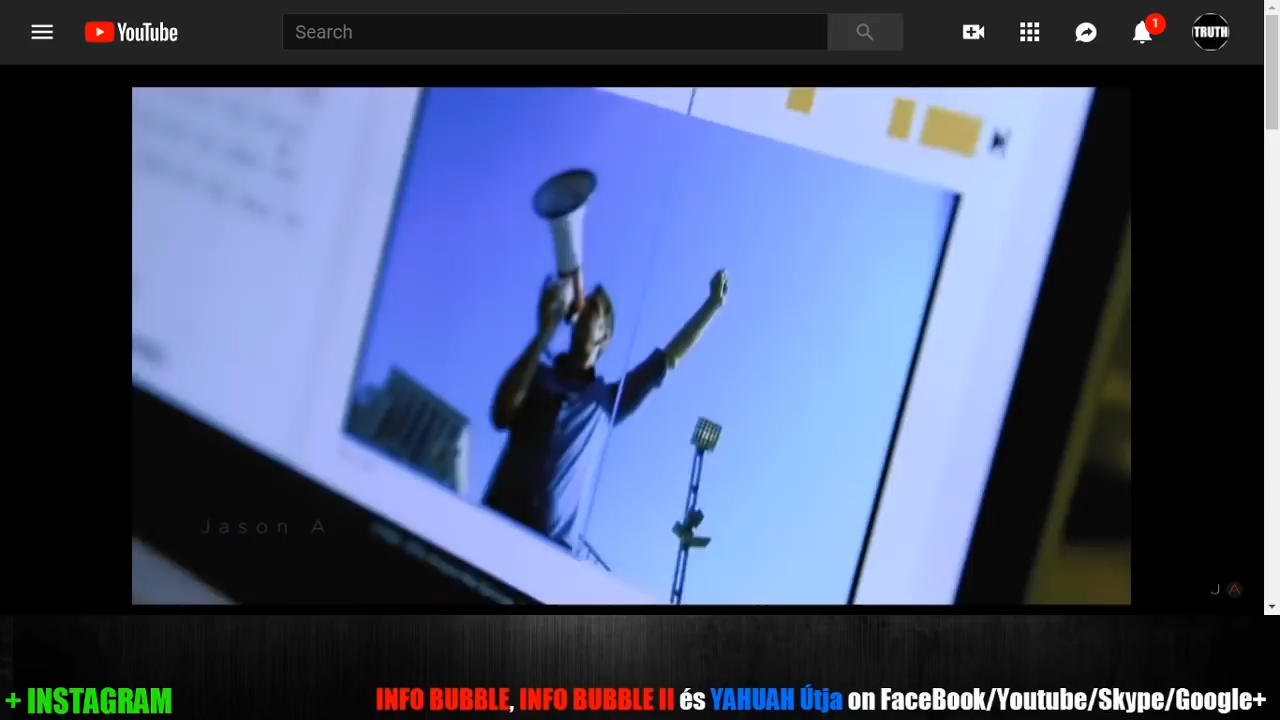 YouTube
Search
1
TRUTH
Jason A
J A
+ INSTAGRAM
INFO BUBBLE, INFO BUBBLE II és YAHUAH Útja on FaceBook/Youtube/Skype/Google+